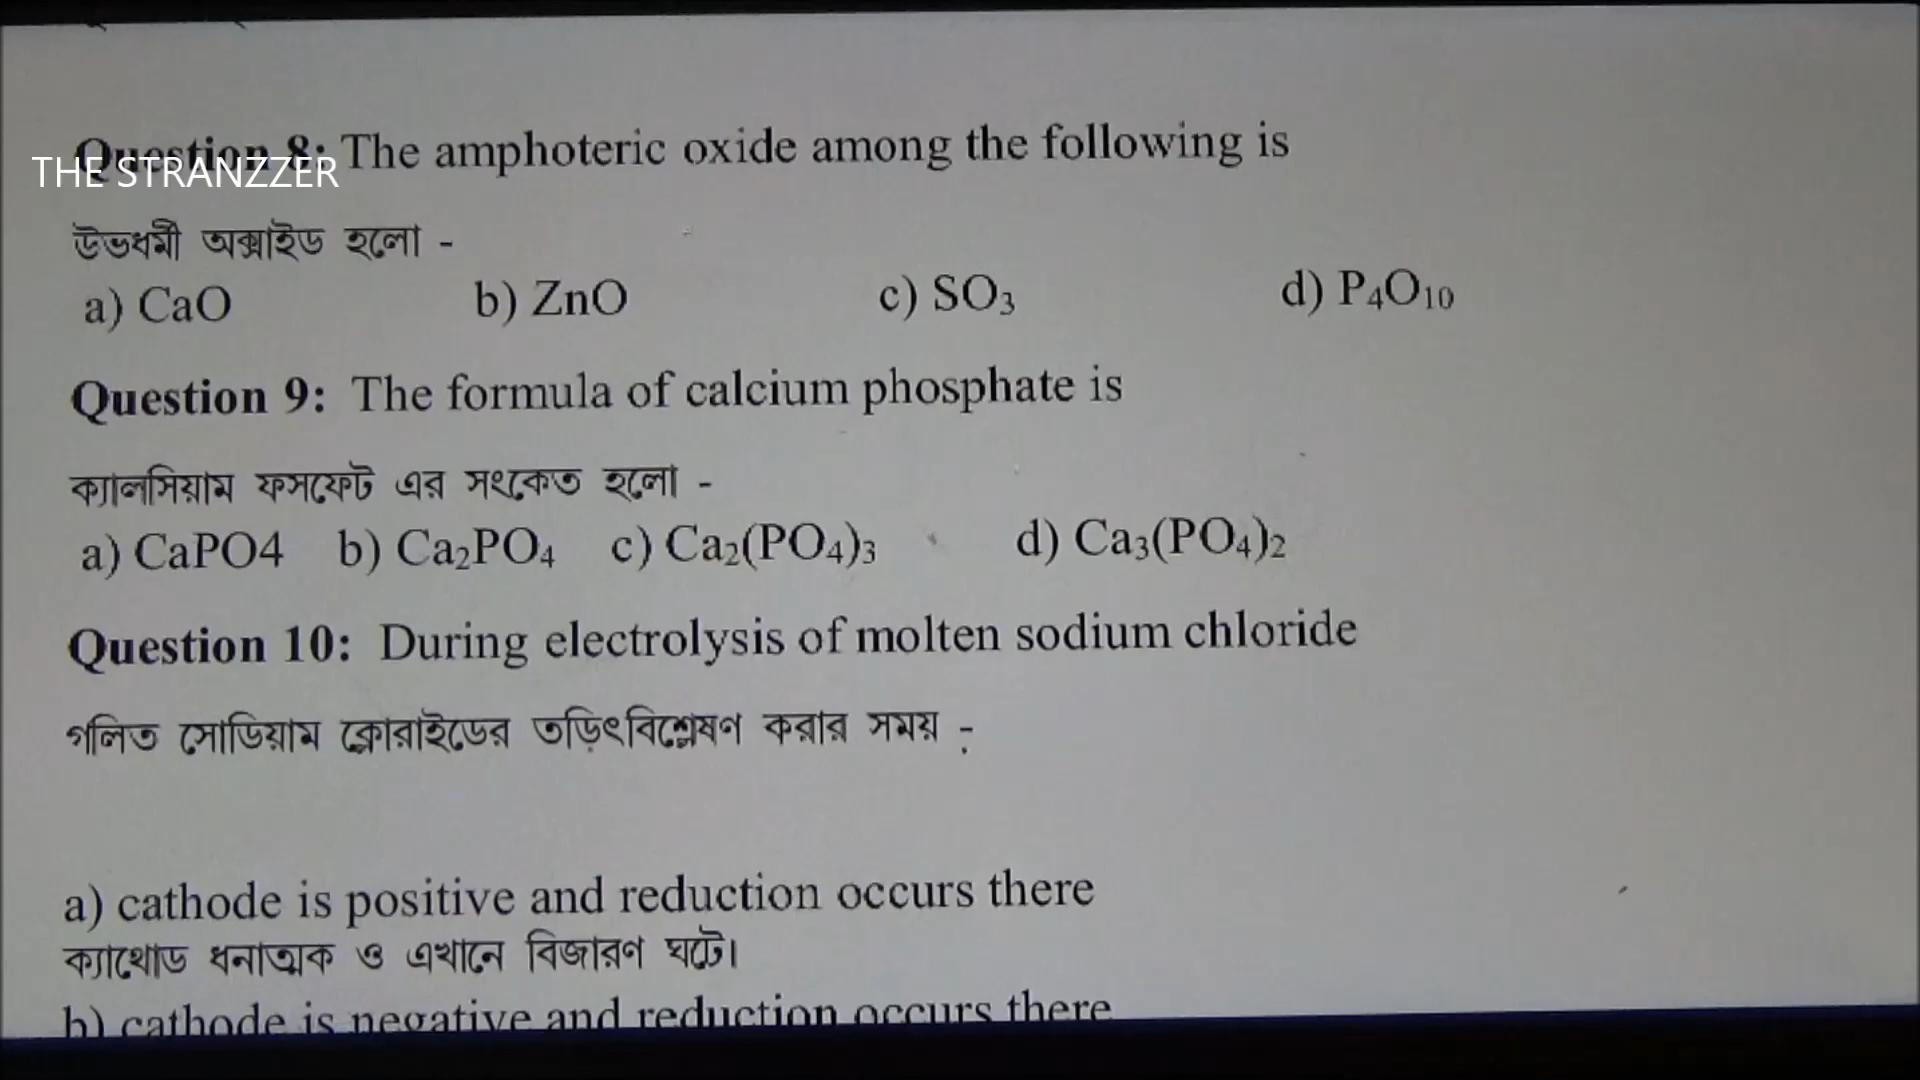 Question 8: The amphoteric oxide among the following is
THE STRANZZER
উভধর্মী অক্সাইড হলো -
a) CaO b) ZnO c) SO₃ d) P₄O₁₀
Question 9: The formula of calcium phosphate is
ক্যালসিয়াম ফসফেট এর সংকেত হলো -
a) CaPO4 b) Ca₂PO₄ c) Ca₂(PO₄)₃ d) Ca₃(PO₄)₂
Question 10: During electrolysis of molten sodium chloride
গলিত সোডিয়াম ক্লোরাইডের তড়িৎবিশ্লেষণ করার সময় -
a) cathode is positive and reduction occurs there
ক্যাথোড ধনাত্মক ও এখানে বিজারণ ঘটে।
b) cathode is negative and reduction occurs there